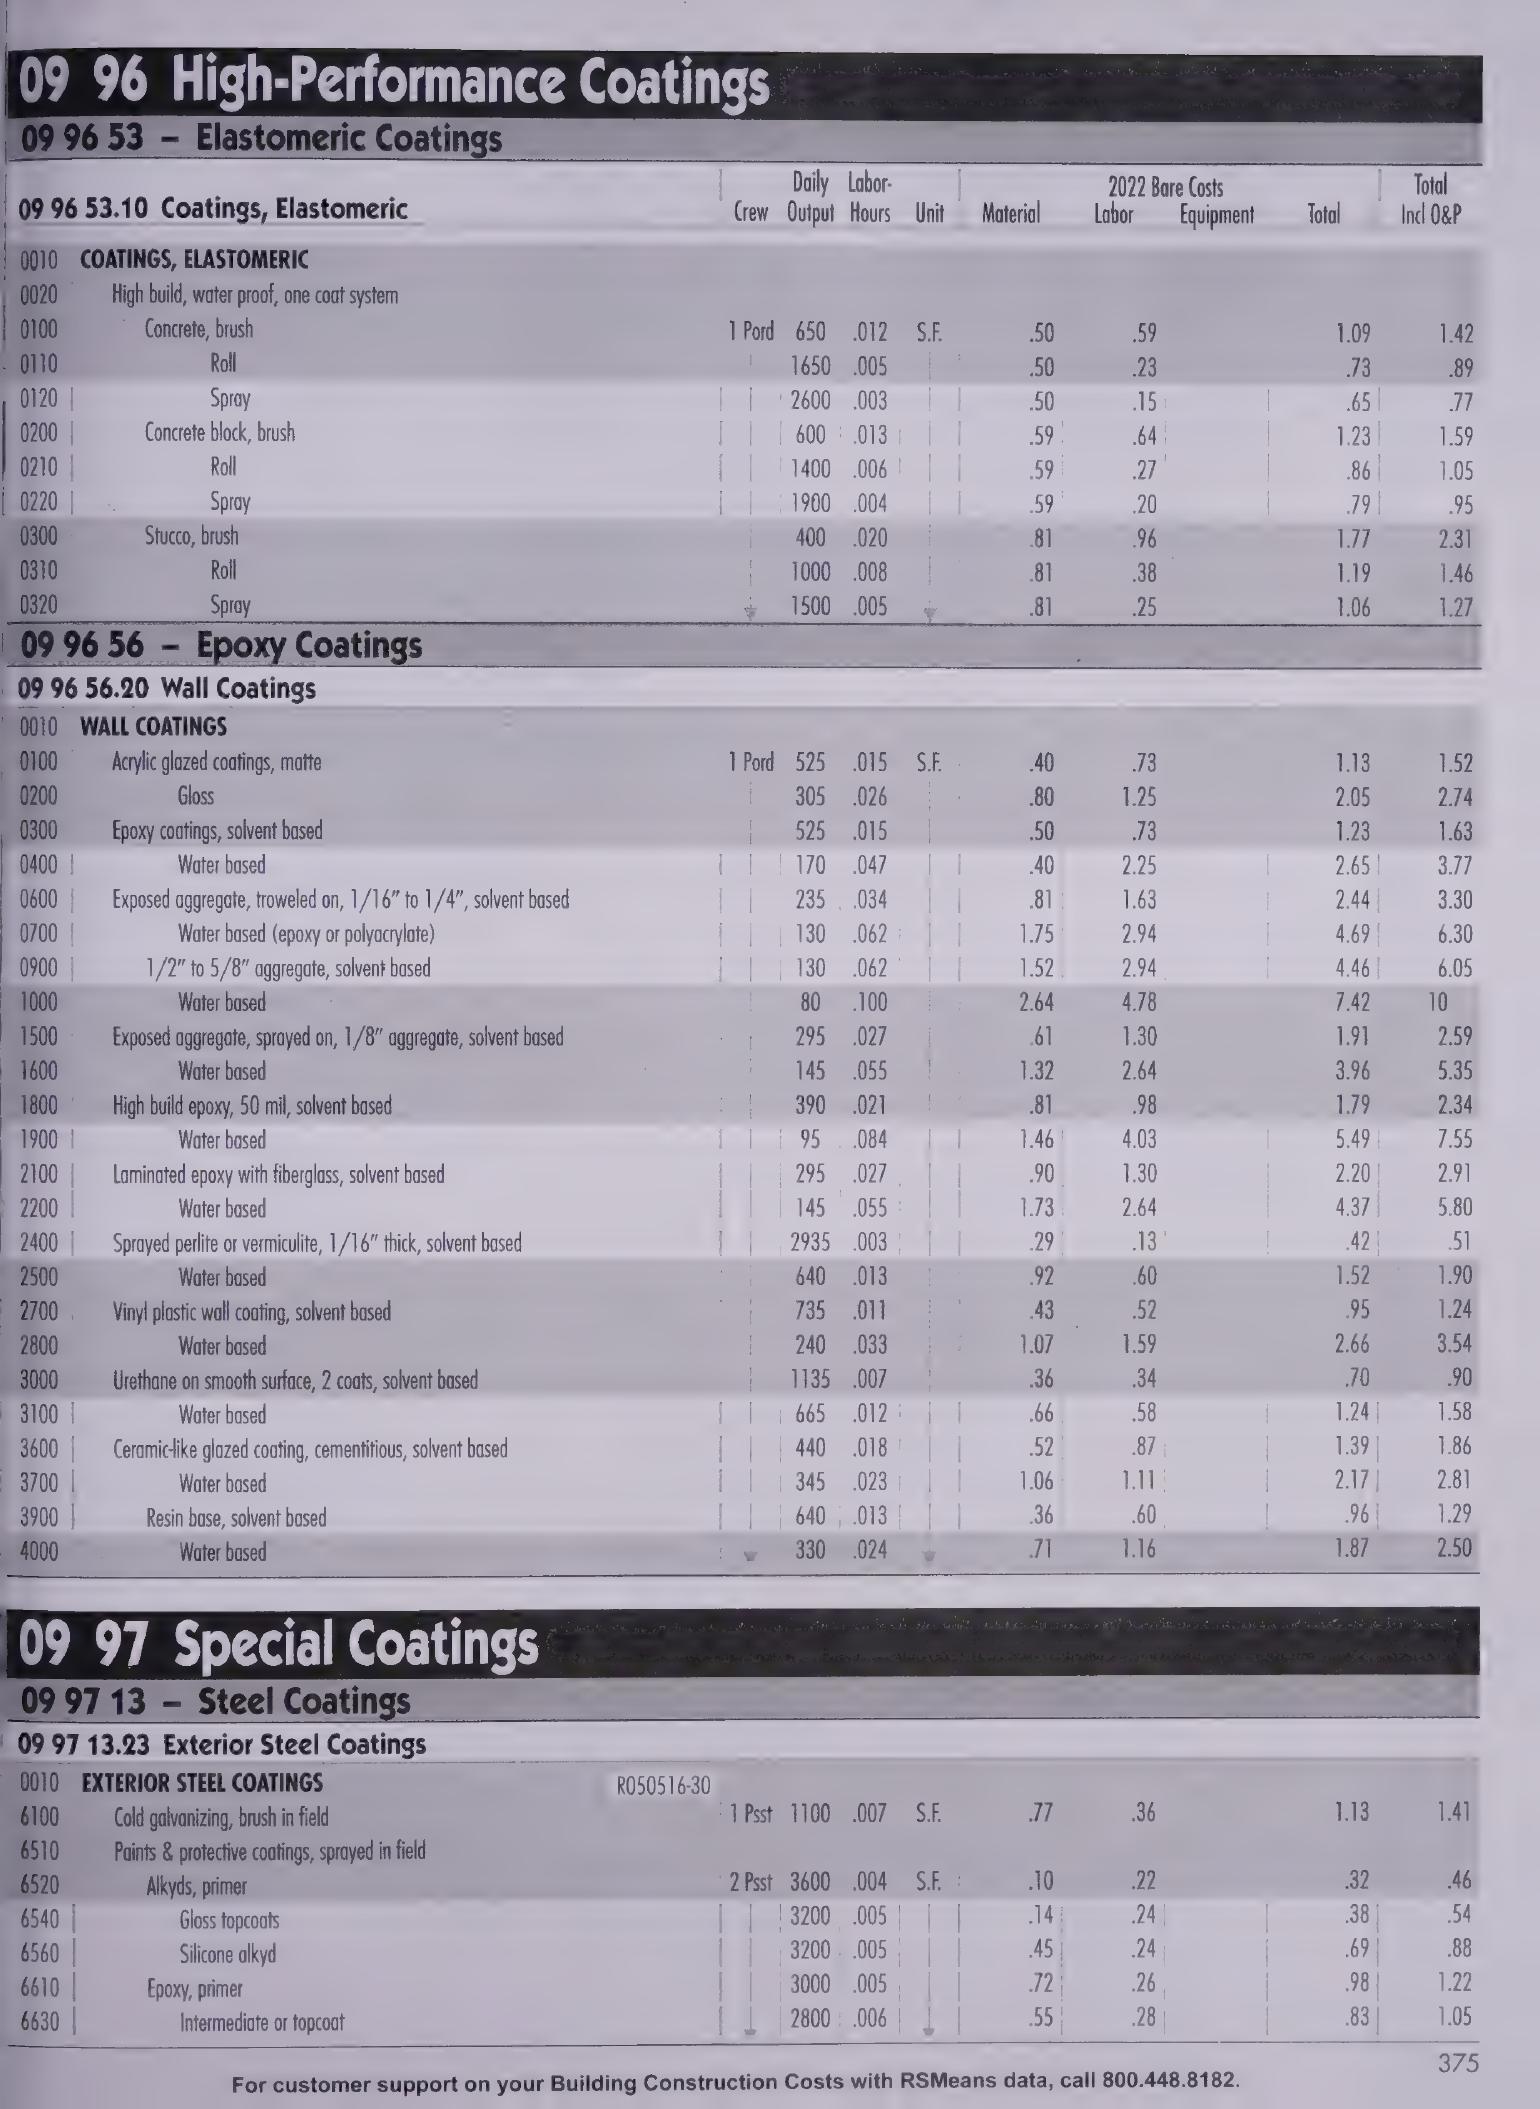 09 96 High-Performance Coatings
09 96 53 – Elastomeric Coatings
Daily Labor- 2022 Bare Costs Total
09 96 53.10 Coatings, Elastomeric Crew Output Hours Unit Material Labor Equipment Total Incl O&P
0010 COATINGS, ELASTOMERIC
0020 High build, water proof, one coat system
0100 Concrete, brush 1 Pord 650 .012 S.F. .50 .59 1.09 1.42
0110 Roll 1650 .005 .50 .23 .73 .89
0120 Spray 2600 .003 .50 .15 .65 .77
0200 Concrete block, brush 600 .013 .59 .64 1.23 1.59
0210 Roll 1400 .006 .59 .27 .86 1.05
0220 Spray 1900 .004 .59 .20 .79 .95
0300 Stucco, brush 400 .020 .81 .96 1.77 2.31
0310 Roll 1000 .008 .81 .38 1.19 1.46
0320 Spray 1500 .005 .81 .25 1.06 1.27
09 96 56 – Epoxy Coatings
09 96 56.20 Wall Coatings
0010 WALL COATINGS
0100 Acrylic glazed coatings, matte 1 Pord 525 .015 S.F. .40 .73 1.13 1.52
0200 Gloss 305 .026 .80 1.25 2.05 2.74
0300 Epoxy coatings, solvent based 525 .015 .50 .73 1.23 1.63
0400 Water based 170 .047 .40 2.25 2.65 3.77
0600 Exposed aggregate, troweled on, 1/16" to 1/4", solvent based 235 .034 .81 1.63 2.44 3.30
0700 Water based (epoxy or polyacrylate) 130 .062 1.75 2.94 4.69 6.30
0900 1/2" to 5/8" aggregate, solvent based 130 .062 1.52 2.94 4.46 6.05
1000 Water based 80 .100 2.64 4.78 7.42 10
1500 Exposed aggregate, sprayed on, 1/8" aggregate, solvent based 295 .027 .61 1.30 1.91 2.59
1600 Water based 145 .055 1.32 2.64 3.96 5.35
1800 High build epoxy, 50 mil, solvent based 390 .021 .81 .98 1.79 2.34
1900 Water based 95 .084 1.46 4.03 5.49 7.55
2100 Laminated epoxy with fiberglass, solvent based 295 .027 .90 1.30 2.20 2.91
2200 Water based 145 .055 1.73 2.64 4.37 5.80
2400 Sprayed perlite or vermiculite, 1/16" thick, solvent based 2935 .003 .29 .13 .42 .51
2500 Water based 640 .013 .92 .60 1.52 1.90
2700 Vinyl plastic wall coating, solvent based 735 .011 .43 .52 .95 1.24
2800 Water based 240 .033 1.07 1.59 2.66 3.54
3000 Urethane on smooth surface, 2 coats, solvent based 1135 .007 .36 .34 .70 .90
3100 Water based 665 .012 .66 .58 1.24 1.58
3600 Ceramic-like glazed coating, cementitious, solvent based 440 .018 .52 .87 1.39 1.86
3700 Water based 345 .023 1.06 1.11 2.17 2.81
3900 Resin base, solvent based 640 .013 .36 .60 .96 1.29
4000 Water based 330 .024 .71 1.16 1.87 2.50
09 97 Special Coatings
09 97 13 – Steel Coatings
09 97 13.23 Exterior Steel Coatings
0010 EXTERIOR STEEL COATINGS R050516-30
6100 Cold galvanizing, brush in field 1 Psst 1100 .007 S.F. .77 .36 1.13 1.41
6510 Paints & protective coatings, sprayed in field
6520 Alkyds, primer 2 Psst 3600 .004 S.F. .10 .22 .32 .46
6540 Gloss topcoats 3200 .005 .14 .24 .38 .54
6560 Silicone alkyd 3200 .005 .45 .24 .69 .88
6610 Epoxy, primer 3000 .005 .72 .26 .98 1.22
6630 Intermediate or topcoat 2800 .006 .55 .28 .83 1.05
375
For customer support on your Building Construction Costs with RSMeans data, call 800.448.8182.